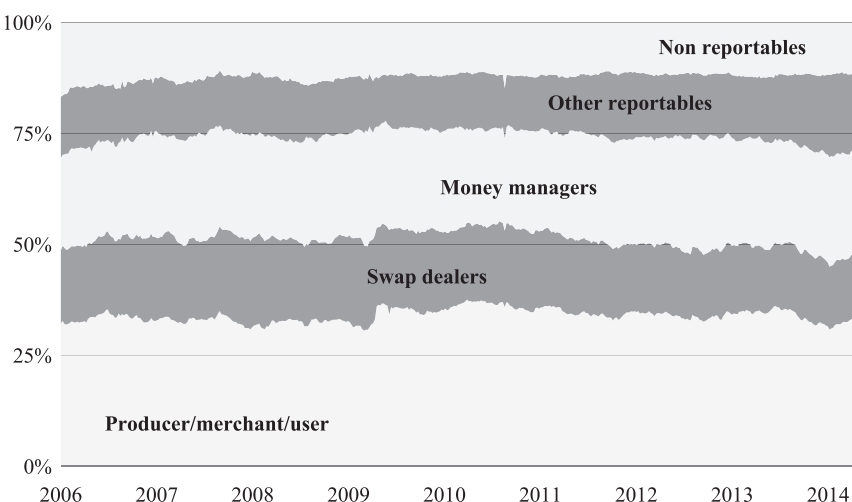 100%
Non reportables
Other reportables
75%
Money managers
50%
Swap dealers
25%
Producer/merchant/user
0%
2006 2007 2008 2009 2010 2011 2012 2013 2014